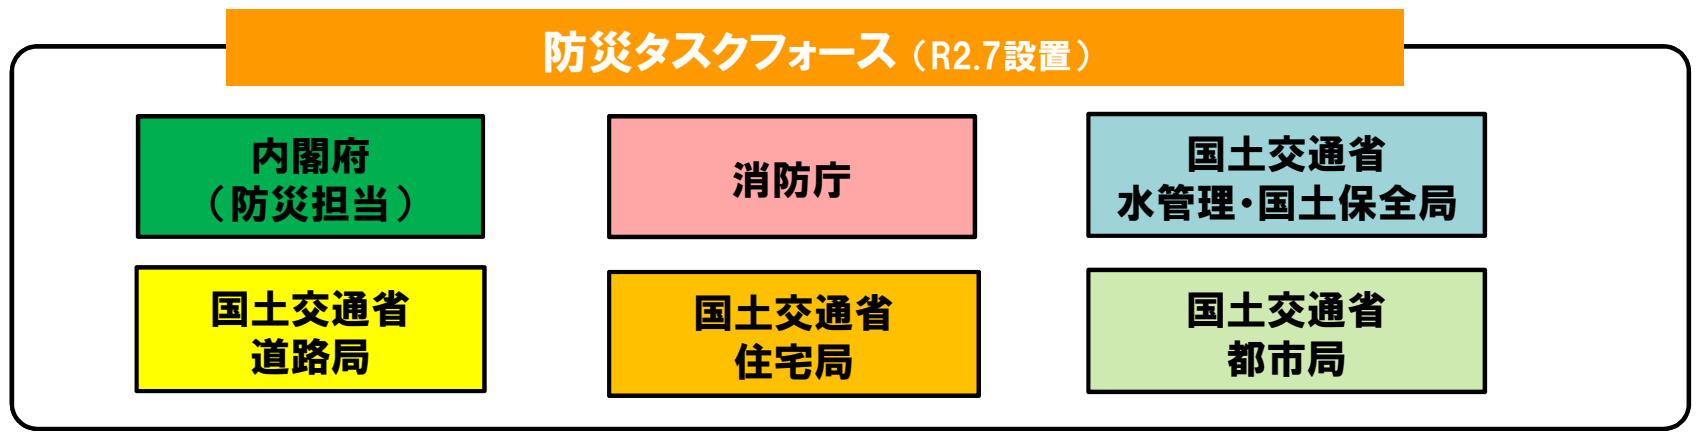 防災タスクフォース（R2.7設置）
内閣府
（防災担当）
消防庁
国土交通省
水管理・国土保全局
国土交通省
道路局
国土交通省
住宅局
国土交通省
都市局